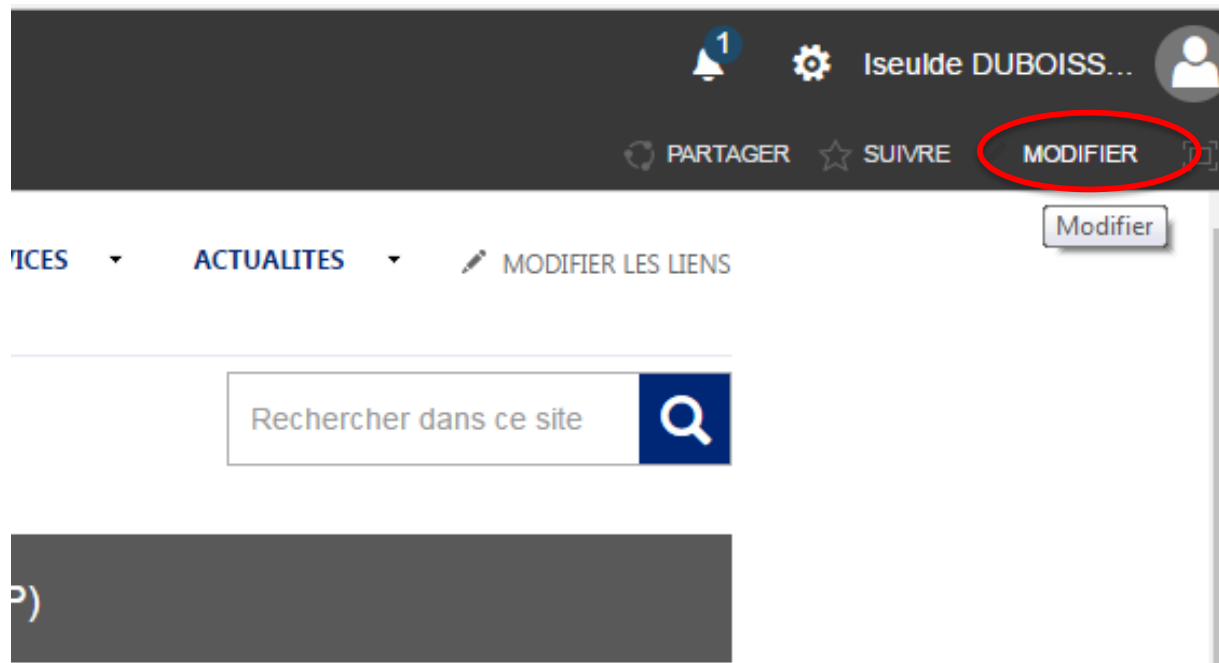 1
Iseulde DUBOISS...
PARTAGER SUIVRE MODIFIER
Modifier
ICES ACTUALITES MODIFIER LES LIENS
Rechercher dans ce site
P)